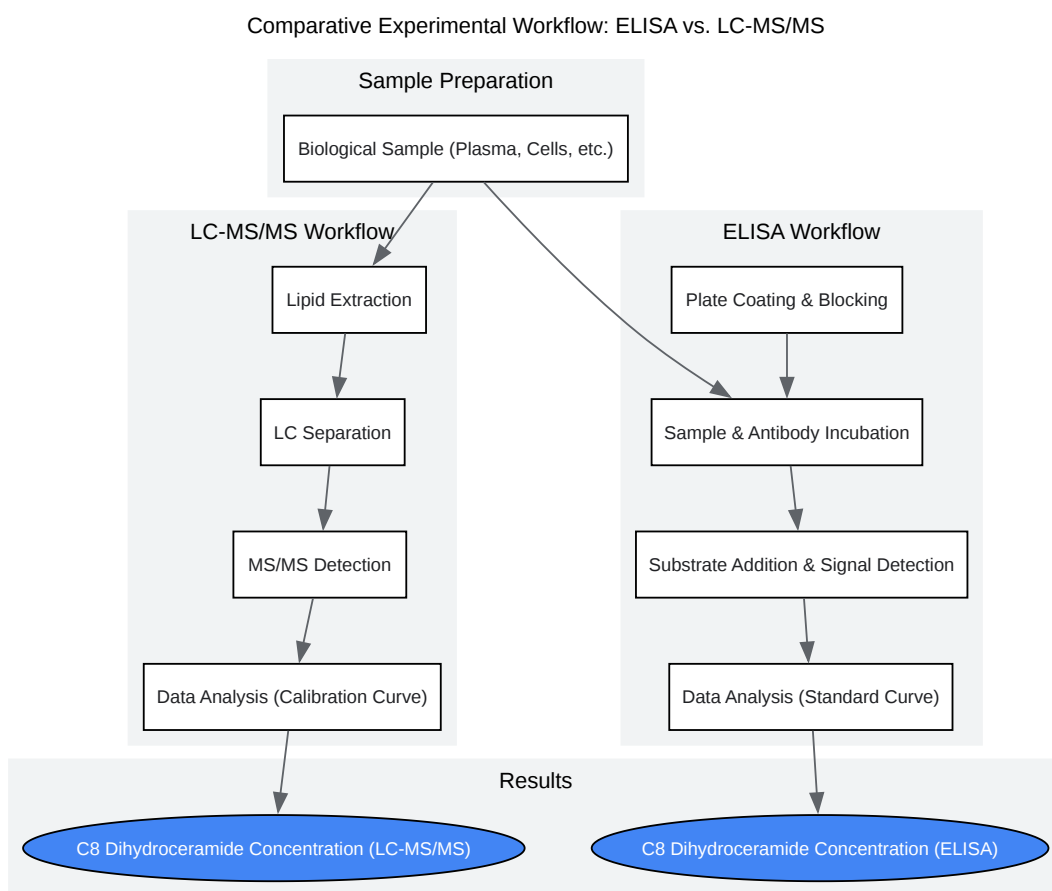 Comparative Experimental Workflow: ELISA vs. LC-MS/MS
Sample Preparation
Biological Sample (Plasma, Cells, etc.)
LC-MS/MS Workflow
Lipid Extraction
LC Separation
MS/MS Detection
Data Analysis (Calibration Curve)
ELISA Workflow
Plate Coating & Blocking
Sample & Antibody Incubation
Substrate Addition & Signal Detection
Data Analysis (Standard Curve)
Results
C8 Dihydroceramide Concentration (LC-MS/MS)
C8 Dihydroceramide Concentration (ELISA)